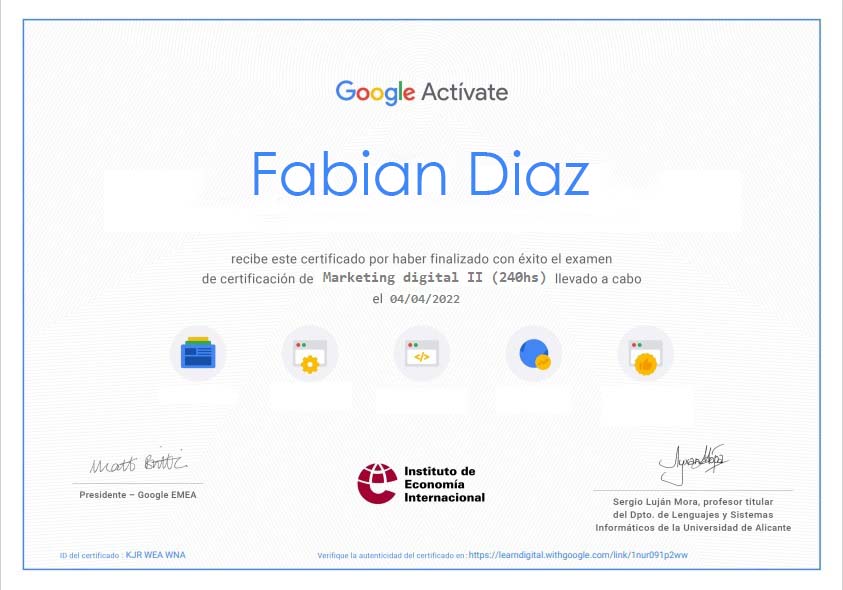 Google Actívate
Fabian Diaz
recibe este certificado por haber finalizado con éxito el examen
de certificación de Marketing digital II (240hs) llevado a cabo
el 04/04/2022
</>
Matt Brittin
Presidente – Google EMEA
Instituto de
Economía
Internacional
Sergio Luján Mora, profesor titular
del Dpto. de Lenguajes y Sistemas
Informáticos de la Universidad de Alicante
ID del certificado : KJR WEA WNA
Verifique la autenticidad del certificado en: https://learndigital.withgoogle.com/link/1nur091p2ww